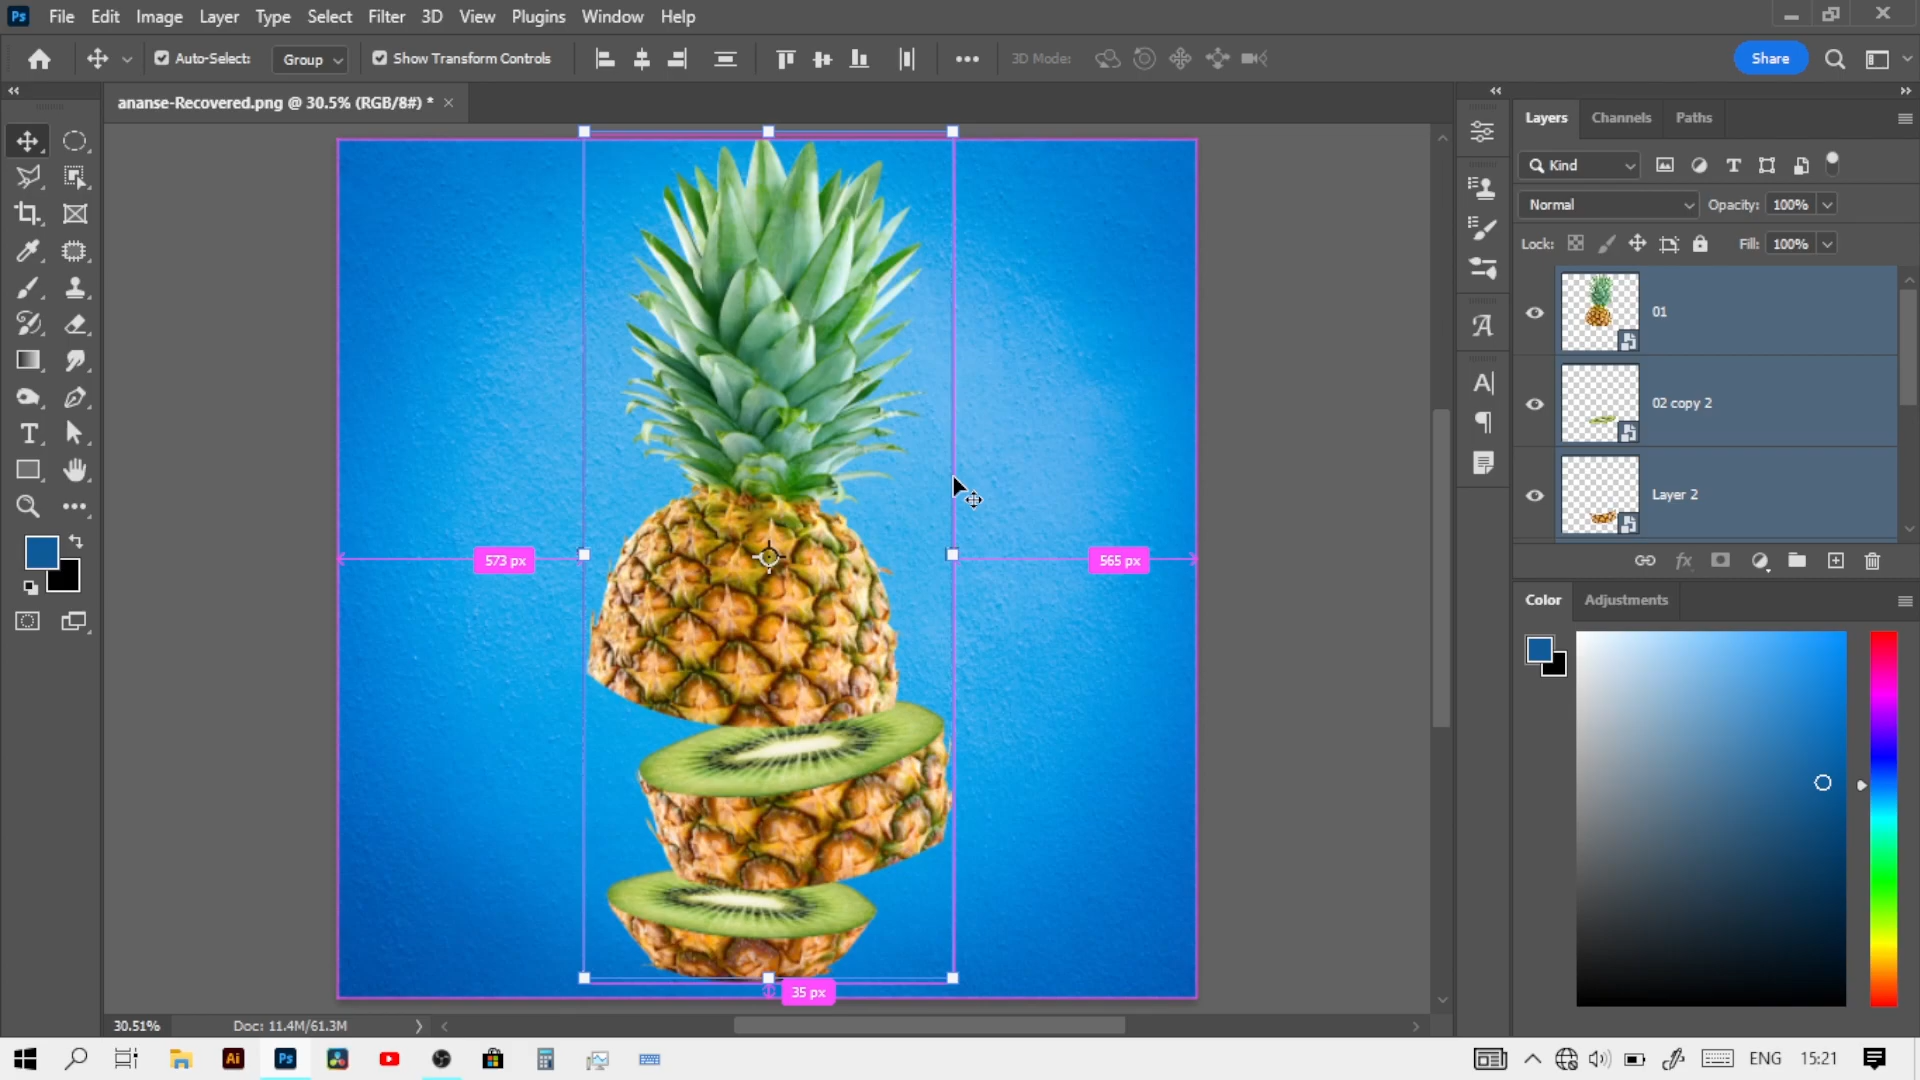 Ps File Edit Image Layer Type Select Filter 3D View Plugins Window Help
Auto-Select: Group Show Transform Controls 3D Mode: Share
ananse-Recovered.png @ 30.5% (RGB/8#) *
Layers Channels Paths
Kind
Normal Opacity: 100%
Lock: Fill: 100%
01
02 copy 2
Layer 2
573 px
565 px
35 px
Color Adjustments
30.51% Doc: 11.4M/61.3M
Ai Ps ENG 15:21